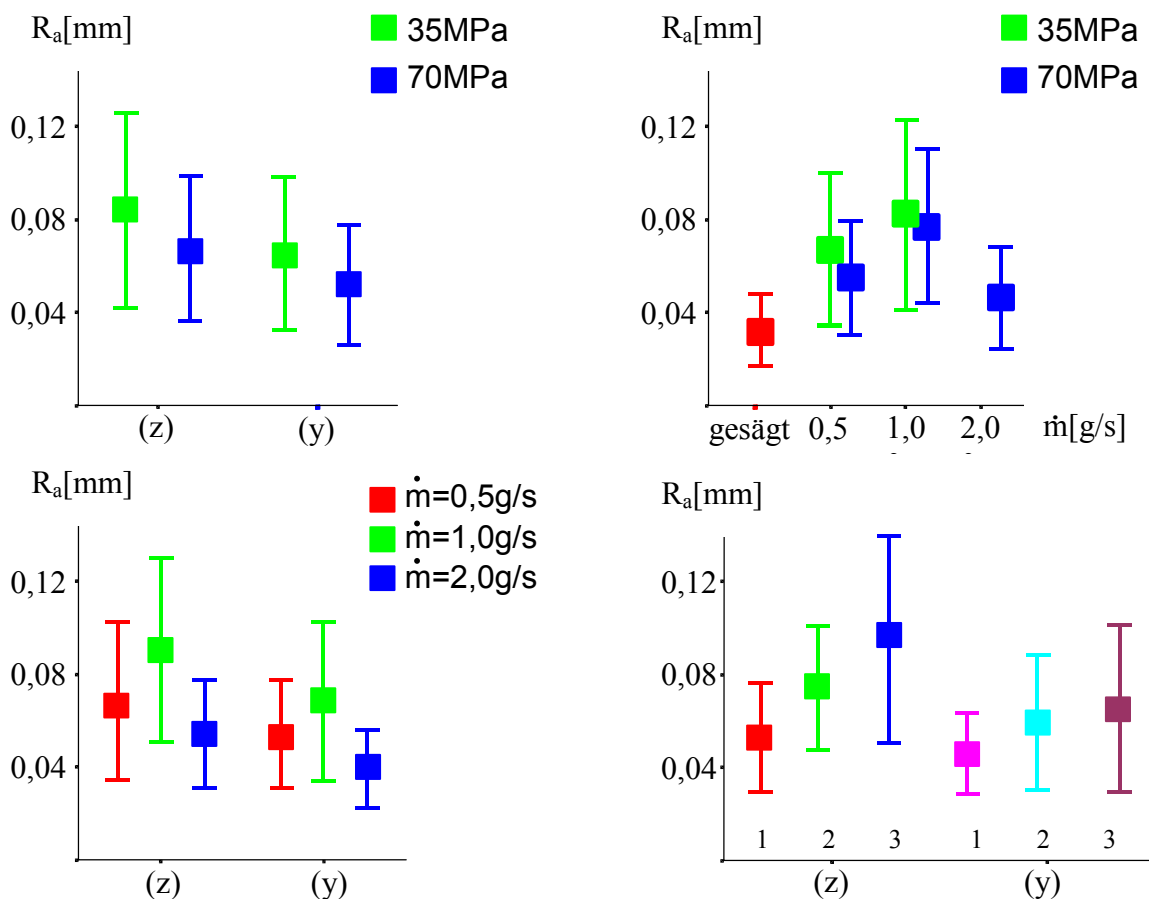 Rₐ[mm]
35MPa
70MPa
0,12
0,08
0,04
(z) (y)
Rₐ[mm]
35MPa
70MPa
0,12
0,08
0,04
gesägt 0,5 1,0 2,0 ṁ[g/s]
Rₐ[mm]
ṁ=0,5g/s
ṁ=1,0g/s
ṁ=2,0g/s
0,12
0,08
0,04
(z) (y)
Rₐ[mm]
0,12
0,08
0,04
1 2 3 1 2 3
(z) (y)